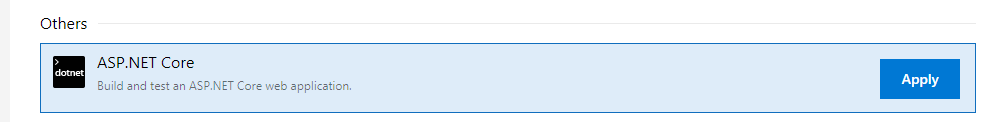 Others
>
dotnet
ASP.NET Core
Build and test an ASP.NET Core web application.
Apply